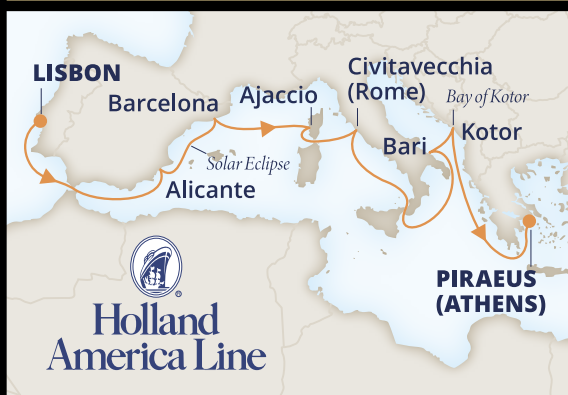 LISBON
Barcelona
Ajaccio
Civitavecchia
(Rome)
Bay of Kotor
Kotor
Bari
Solar Eclipse
Alicante
PIRAEUS
(ATHENS)
Holland
America Line
®